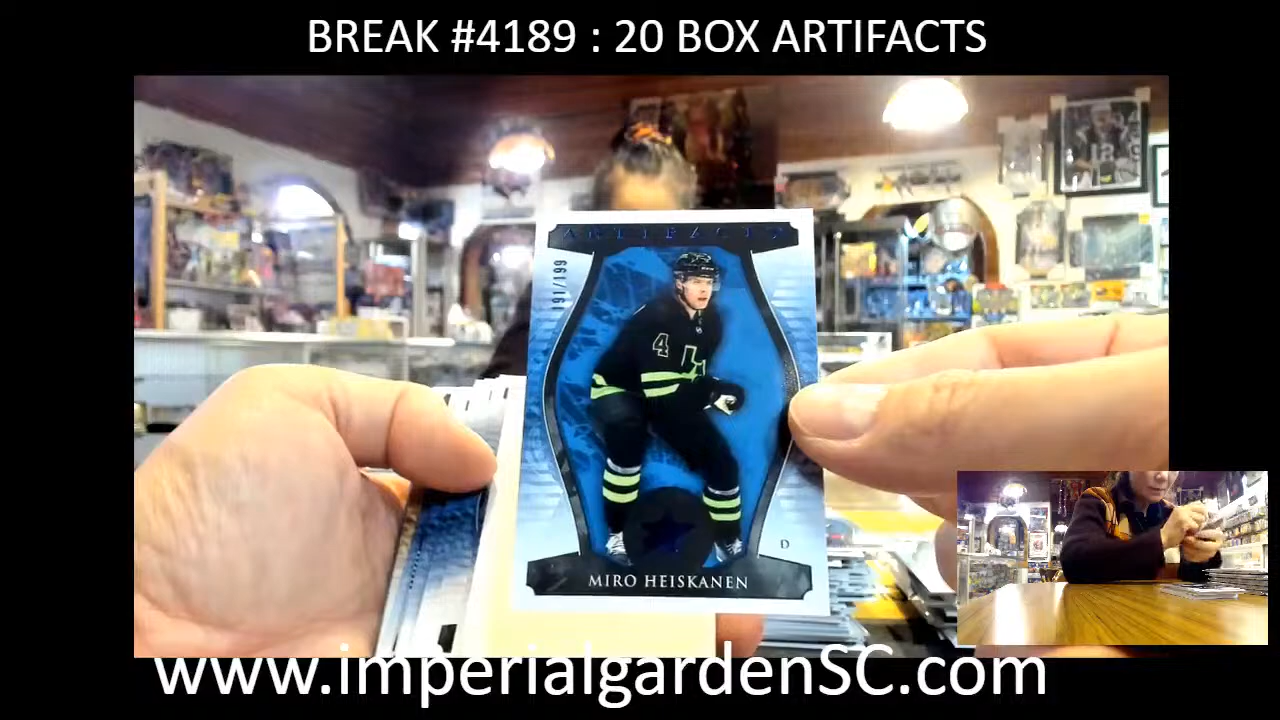 BREAK #4189 : 20 BOX ARTIFACTS
ARTIFACTS
191/199
4
D
MIRO HEISKANEN
www.imperialgardenSC.com